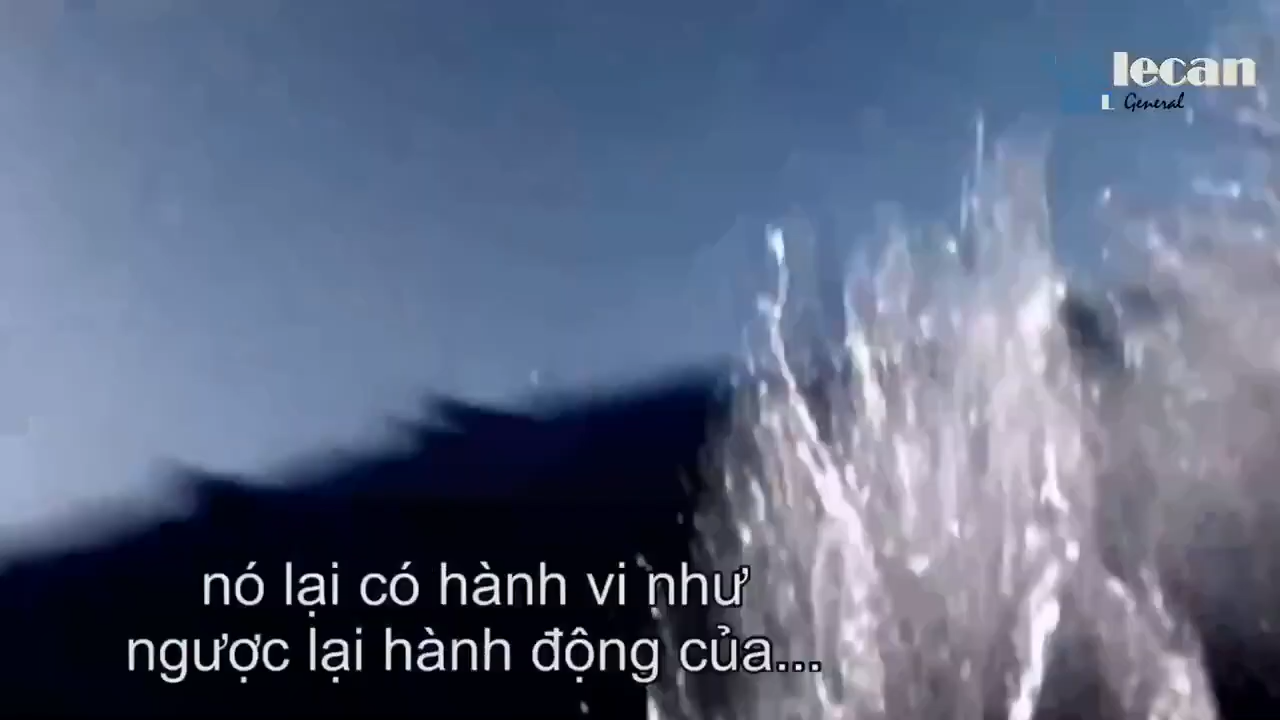 lecan
L General
nó lại có hành vi như
ngược lại hành động của...